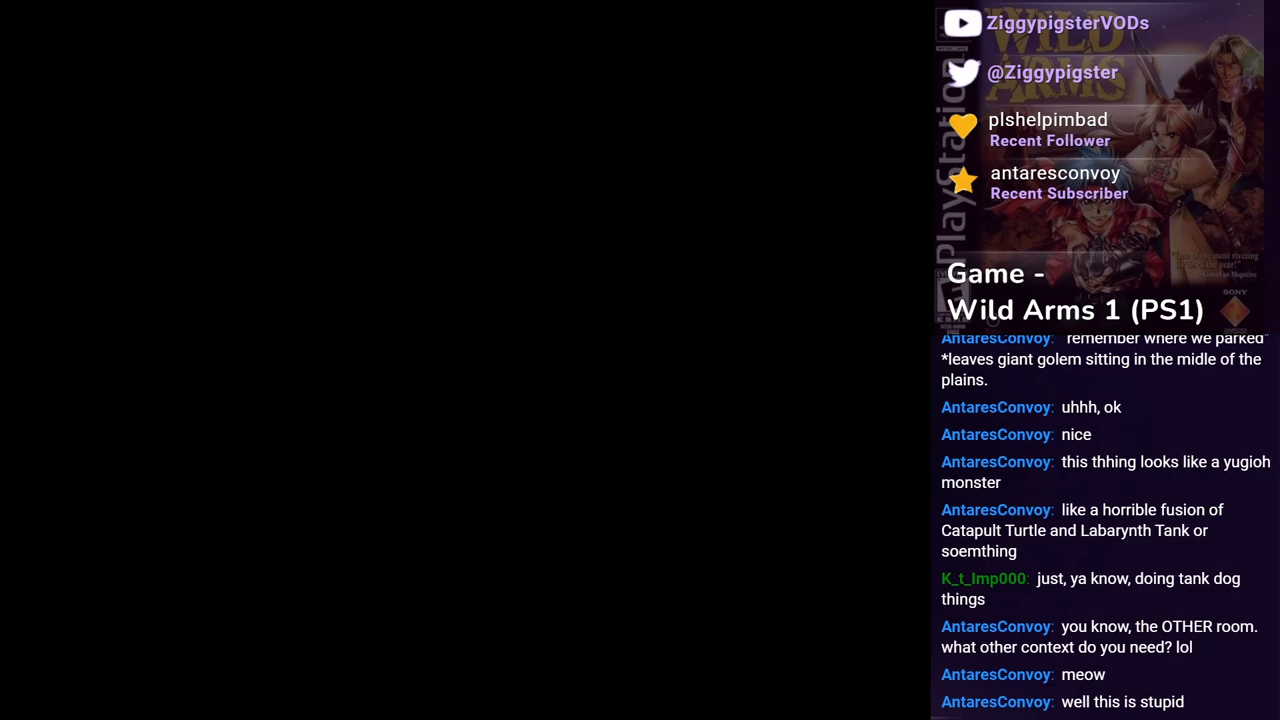 ZiggypigsterVODs
@Ziggypigster
plshelpimbad
Recent Follower
antaresconvoy
Recent Subscriber
WILD
ARMS
PlayStation
SONY
Game -
Wild Arms 1 (PS1)
AntaresConvoy: "remember where we parked"
*leaves giant golem sitting in the midle of the
plains.
AntaresConvoy: uhhh, ok
AntaresConvoy: nice
AntaresConvoy: this thhing looks like a yugioh
monster
AntaresConvoy: like a horrible fusion of
Catapult Turtle and Labarynth Tank or
soemthing
K_t_Imp000: just, ya know, doing tank dog
things
AntaresConvoy: you know, the OTHER room.
what other context do you need? lol
AntaresConvoy: meow
AntaresConvoy: well this is stupid